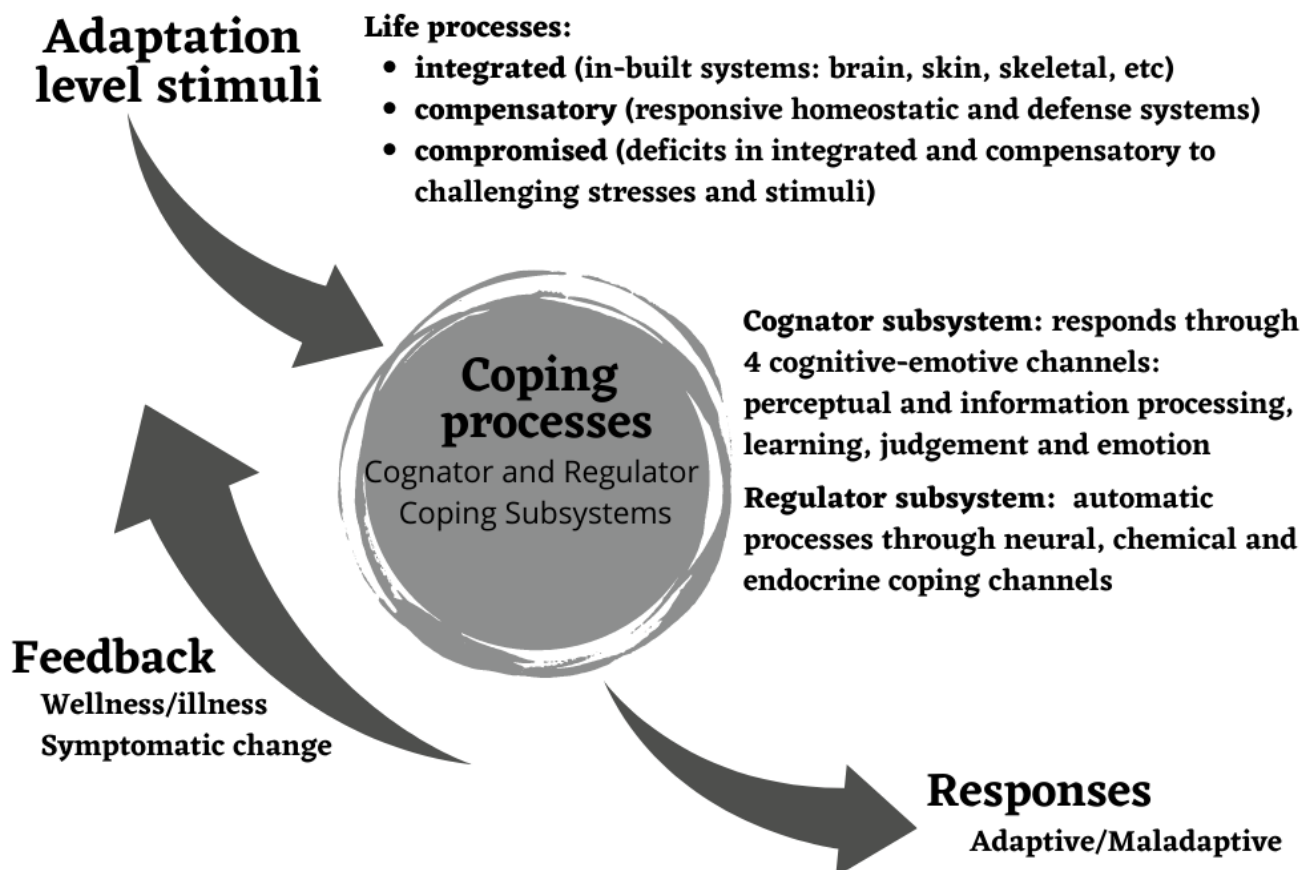 Adaptation
level stimuli
Life processes:
• integrated (in-built systems: brain, skin, skeletal, etc)
• compensatory (responsive homeostatic and defense systems)
• compromised (deficits in integrated and compensatory to
challenging stresses and stimuli)
Coping
processes
Cognator and Regulator
Coping Subsystems
Cognator subsystem: responds through
4 cognitive-emotive channels:
perceptual and information processing,
learning, judgement and emotion
Regulator subsystem: automatic
processes through neural, chemical and
endocrine coping channels
Feedback
Wellness/illness
Symptomatic change
Responses
Adaptive/Maladaptive